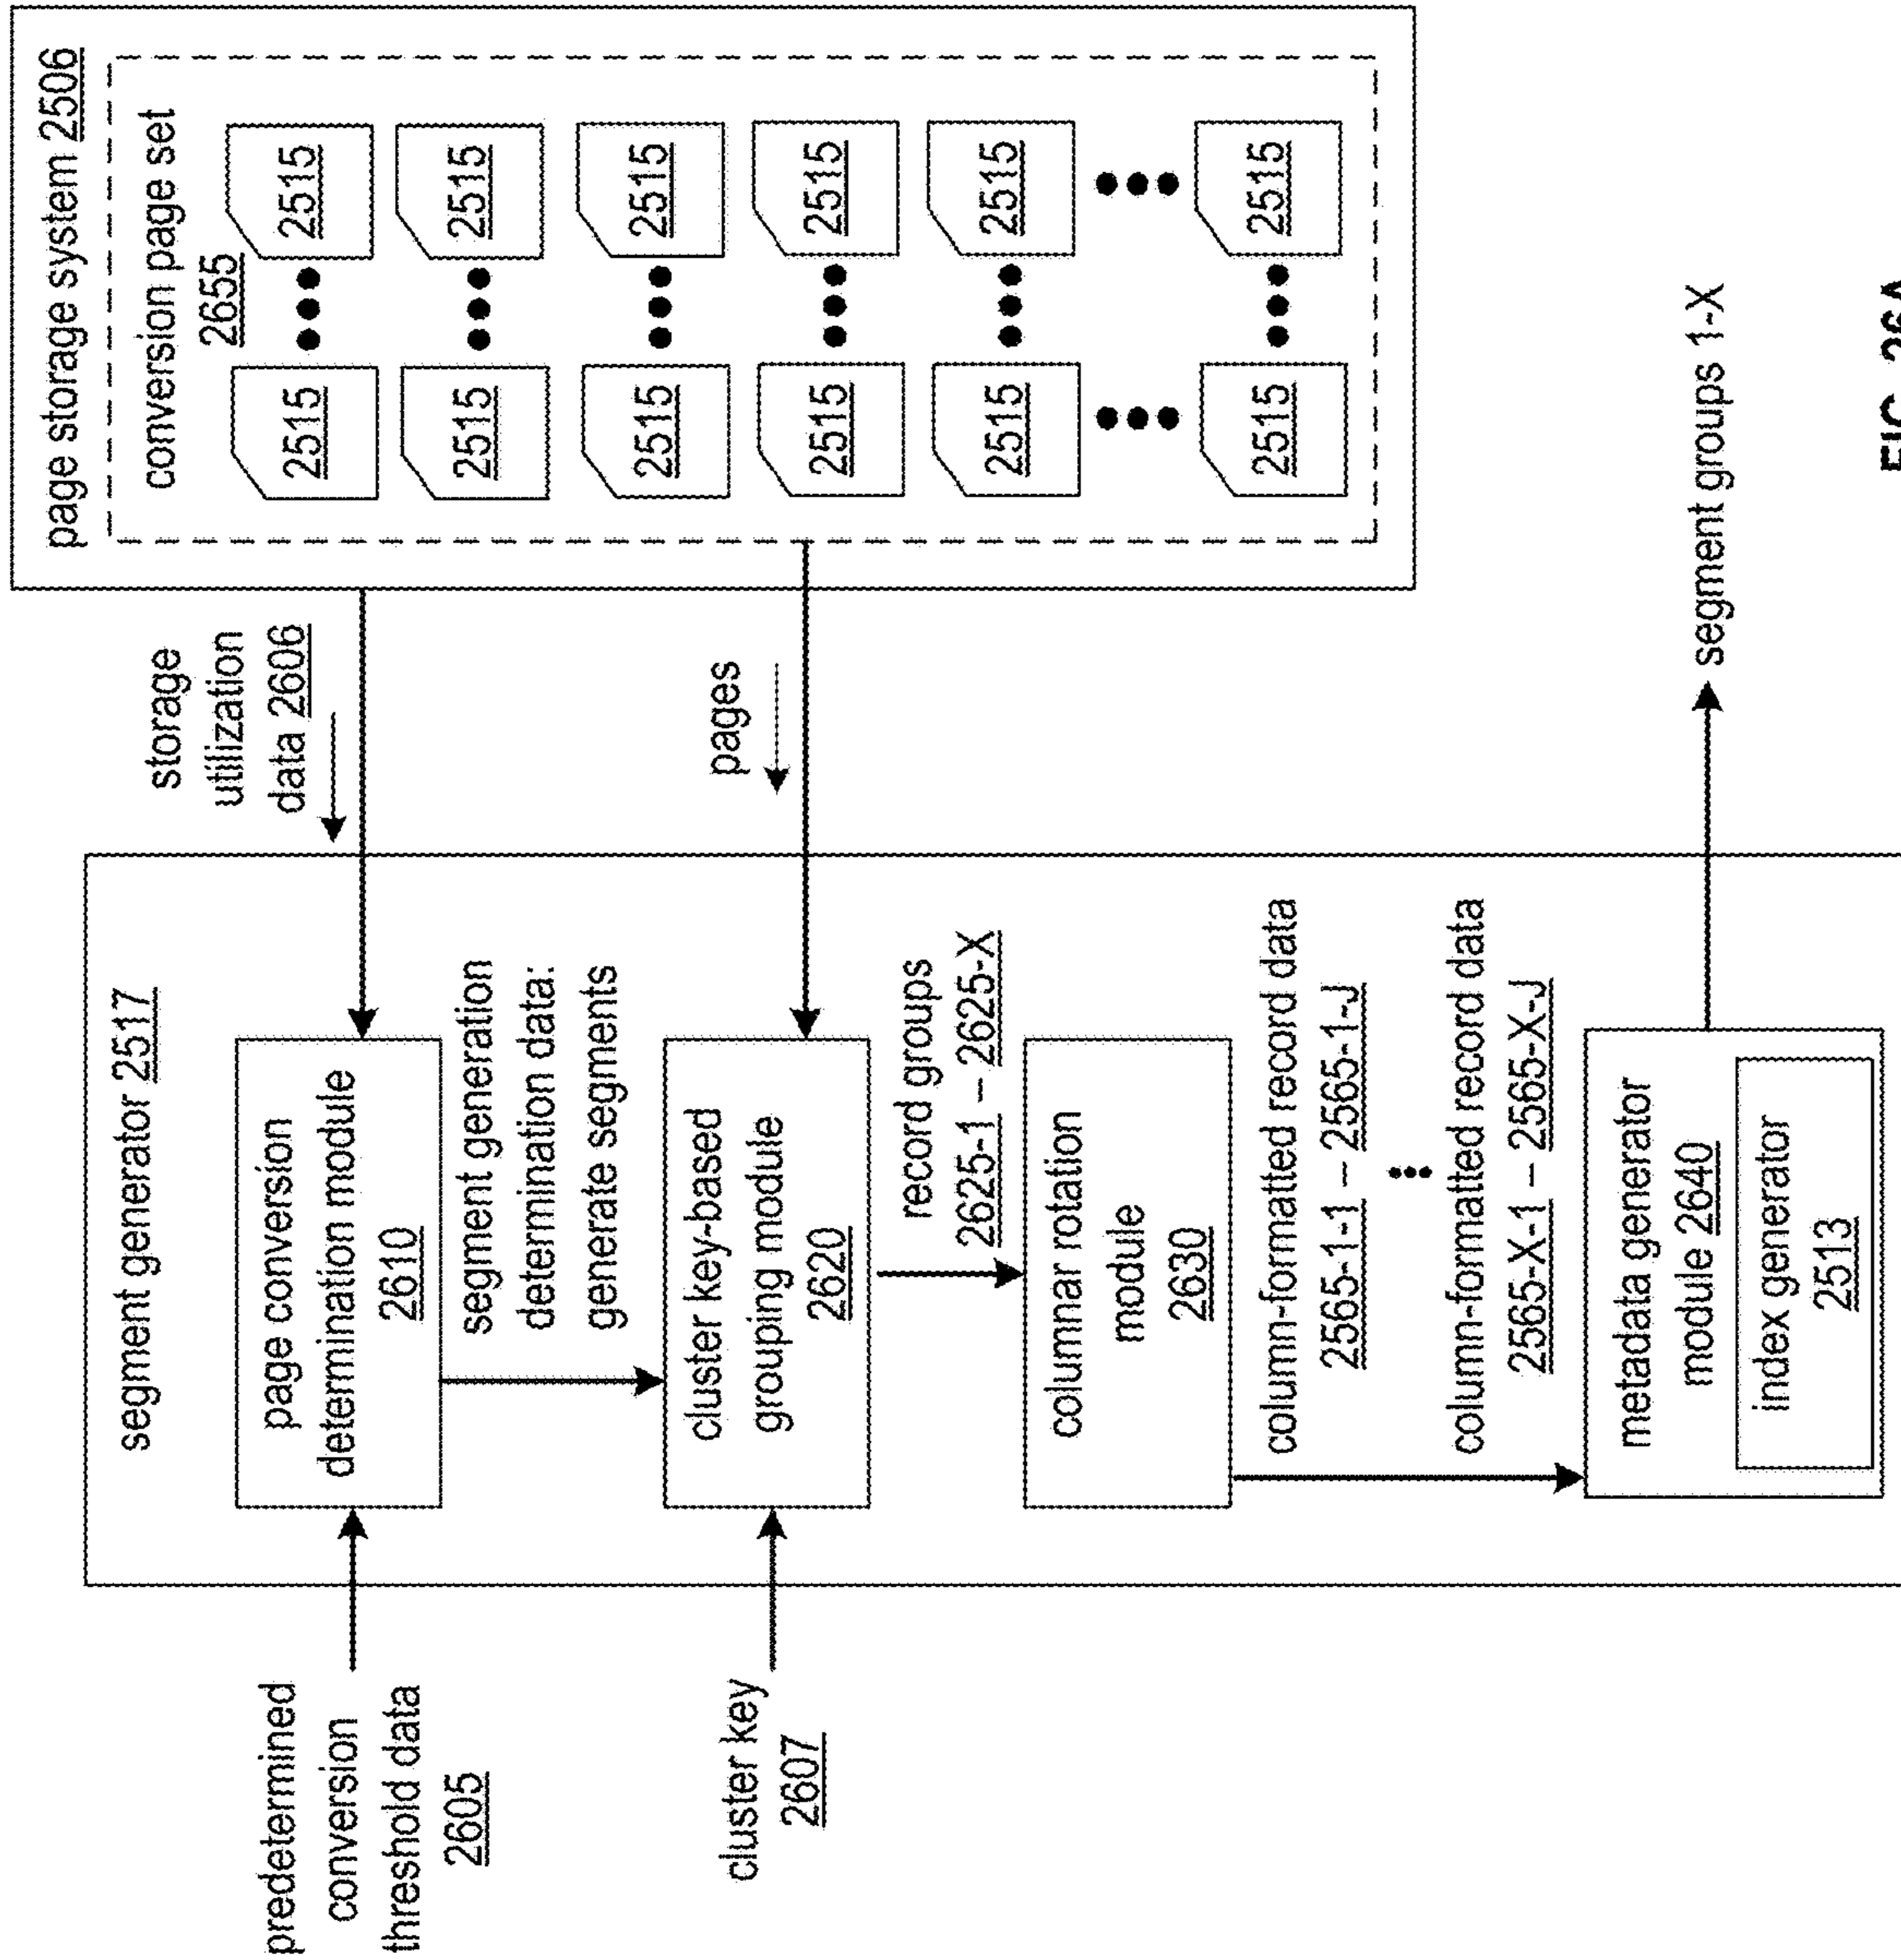 predetermined
conversion
threshold data
2605
cluster key
2607
segment generator 2517
page conversion
determination module
2610
segment generation
determination data:
generate segments
cluster key-based
grouping module
2620
record groups
2625-1 – 2625-X
columnar rotation
module
2630
column-formatted record data
2565-1-1 – 2565-1-J
column-formatted record data
2565-X-1 – 2565-X-J
metadata generator
module 2640
index generator
2513
storage
utilization
data 2606
pages
page storage system 2506
conversion page set
2655
2515 2515
2515 2515
2515 2515
2515 2515
2515 2515
2515 2515
segment groups 1-X
FIG. 26A